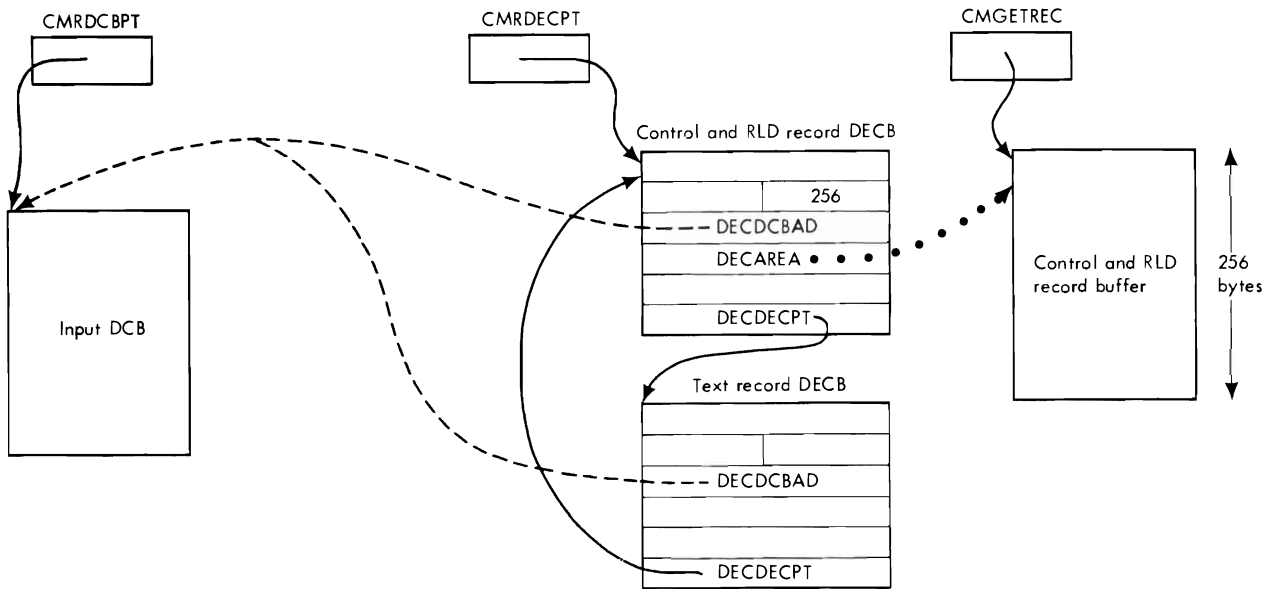 CMRDCBPT
CMRDECPT
CMGETREC
Control and RLD record DECB
256
DECDCBAD
DECAREA
DECDECPT
Input DCB
Control and RLD
record buffer
256
bytes
Text record DECB
DECDCBAD
DECDECPT